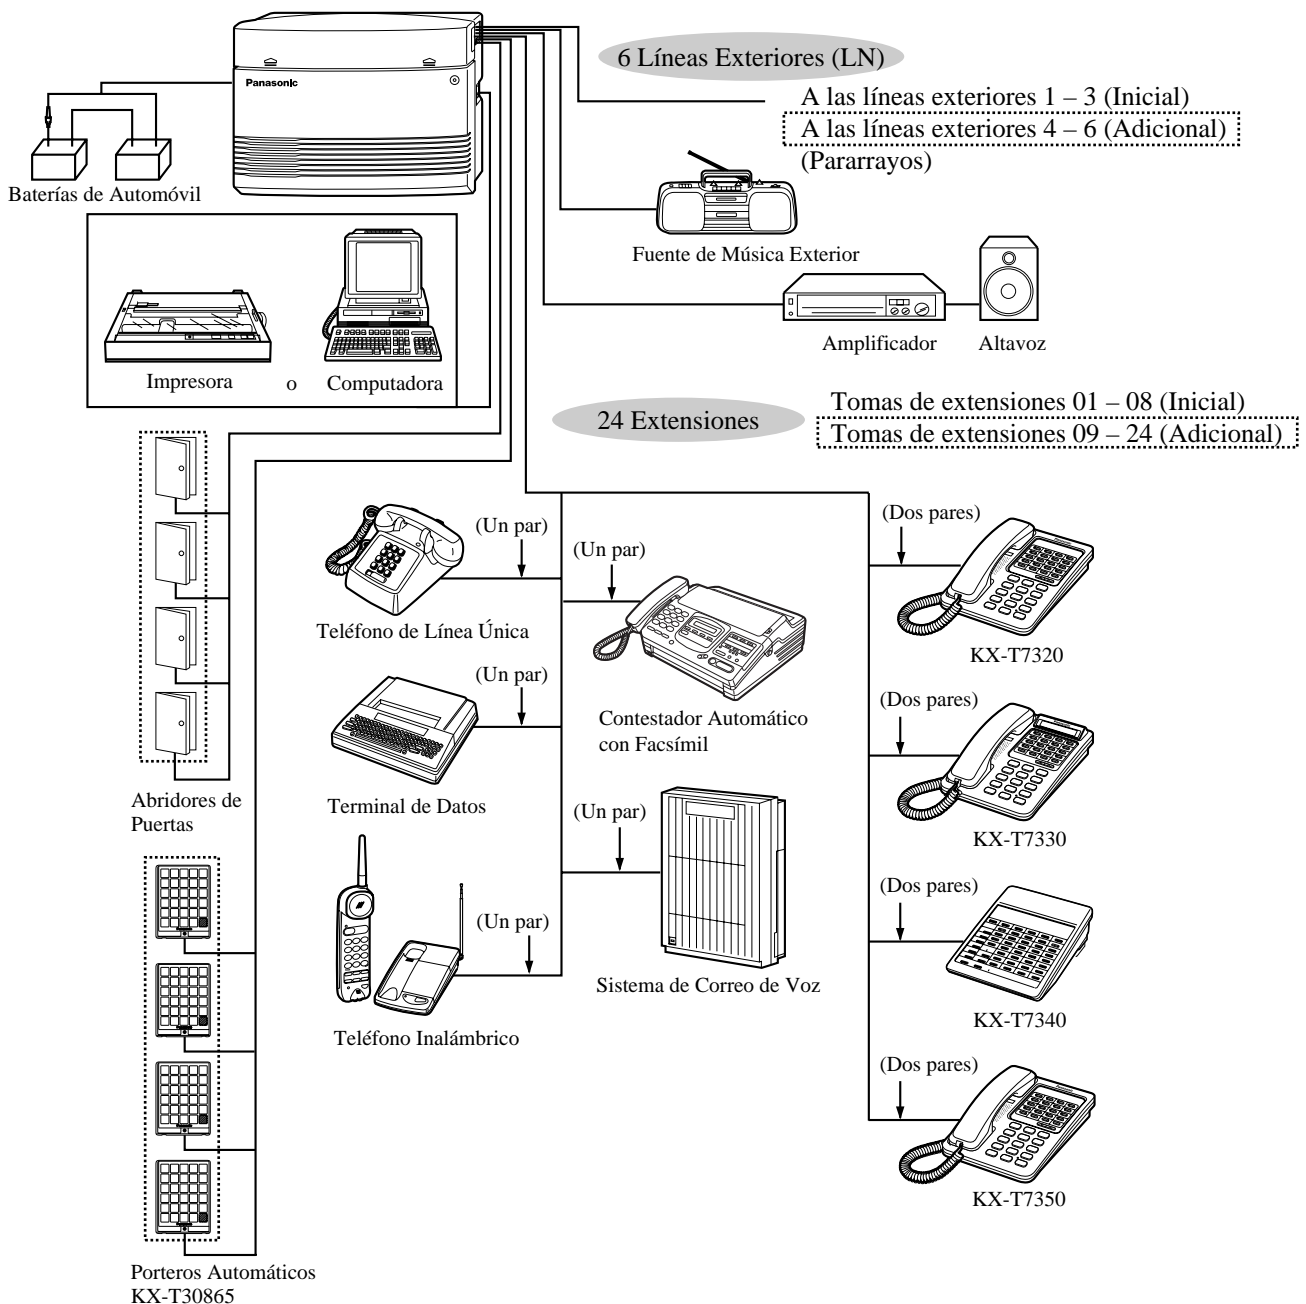 6 Líneas Exteriores (LN)
Panasonic
A las líneas exteriores 1 – 3 (Inicial)
A las líneas exteriores 4 – 6 (Adicional)
(Pararrayos)
Baterías de Automóvil
Fuente de Música Exterior
Amplificador
Altavoz
Impresora
o
Computadora
24 Extensiones
Tomas de extensiones 01 – 08 (Inicial)
Tomas de extensiones 09 – 24 (Adicional)
(Un par)
(Un par)
(Dos pares)
Teléfono de Línea Única
KX-T7320
(Un par)
(Dos pares)
Contestador Automático
con Facsímil
Abridores de
Puertas
Terminal de Datos
(Un par)
KX-T7330
(Dos pares)
(Un par)
Sistema de Correo de Voz
KX-T7340
Teléfono Inalámbrico
(Dos pares)
KX-T7350
Porteros Automáticos
KX-T30865